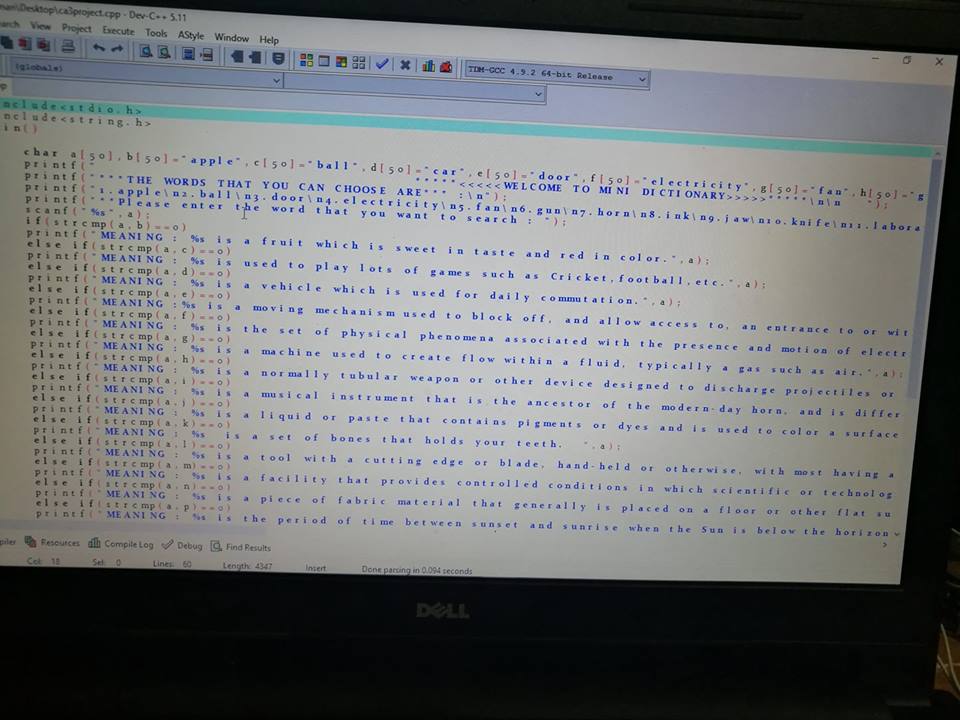 man\Desktop\ca3project.cpp - Dev-C++ 5.11
earch View Project Execute Tools AStyle Window Help
TDM-GCC 4.9.2 64-bit Release
(globals)
nclude<stdio.h>
nclude<string.h>
in()
char a[50],b[50]="apple",c[50]="ball",d[50]="car",e[50]="door",f[50]="electricity",g[50]="fan",h[50]="g
printf(" *****<<<<<WELCOME TO MINI DICTIONARY>>>>>*****\n\n ");
printf("***THE WORDS THAT YOU CAN CHOOSE ARE*** :\n");
printf("1.apple\n2.ball\n3.door\n4.electricity\n5.fan\n6.gun\n7.horn\n8.ink\n9.jaw\n10.knife\n11.labora
printf("***Please enter the word that you want to search : ");
scanf("%s",a);
if(strcmp(a,b)==0)
printf("MEANING : %s is a fruit which is sweet in taste and red in color.",a);
else if(strcmp(a,c)==0)
printf("MEANING : %s is used to play lots of games such as Cricket,football,etc.",a);
else if(strcmp(a,d)==0)
printf("MEANING : %s is a vehicle which is used for daily commutation.",a);
else if(strcmp(a,e)==0)
printf("MEANING :%s is a moving mechanism used to block off, and allow access to, an entrance to or wit
else if(strcmp(a,f)==0)
printf("MEANING : %s is the set of physical phenomena associated with the presence and motion of electr
else if(strcmp(a,g)==0)
printf("MEANING : %s is a machine used to create flow within a fluid, typically a gas such as air.",a);
else if(strcmp(a,h)==0)
printf("MEANING : %s is a normally tubular weapon or other device designed to discharge projectiles or
else if(strcmp(a,i)==0)
printf("MEANING : %s is a musical instrument that is the ancestor of the modern-day horn, and is differ
else if(strcmp(a,j)==0)
printf("MEANING : %s is a liquid or paste that contains pigments or dyes and is used to color a surface
else if(strcmp(a,k)==0)
printf("MEANING : %s is a set of bones that holds your teeth. ",a);
else if(strcmp(a,l)==0)
printf("MEANING : %s is a tool with a cutting edge or blade, hand-held or otherwise, with most having a
else if(strcmp(a,m)==0)
printf("MEANING : %s is a facility that provides controlled conditions in which scientific or technolog
else if(strcmp(a,n)==0)
printf("MEANING : %s is a piece of fabric material that generally is placed on a floor or other flat su
else if(strcmp(a,p)==0)
printf("MEANING : %s is the period of time between sunset and sunrise when the Sun is below the horizon
piler Resources Compile Log Debug Find Results
Col: 18 Sel: 0 Lines: 60 Length: 4347 Insert Done parsing in 0.094 seconds
DELL